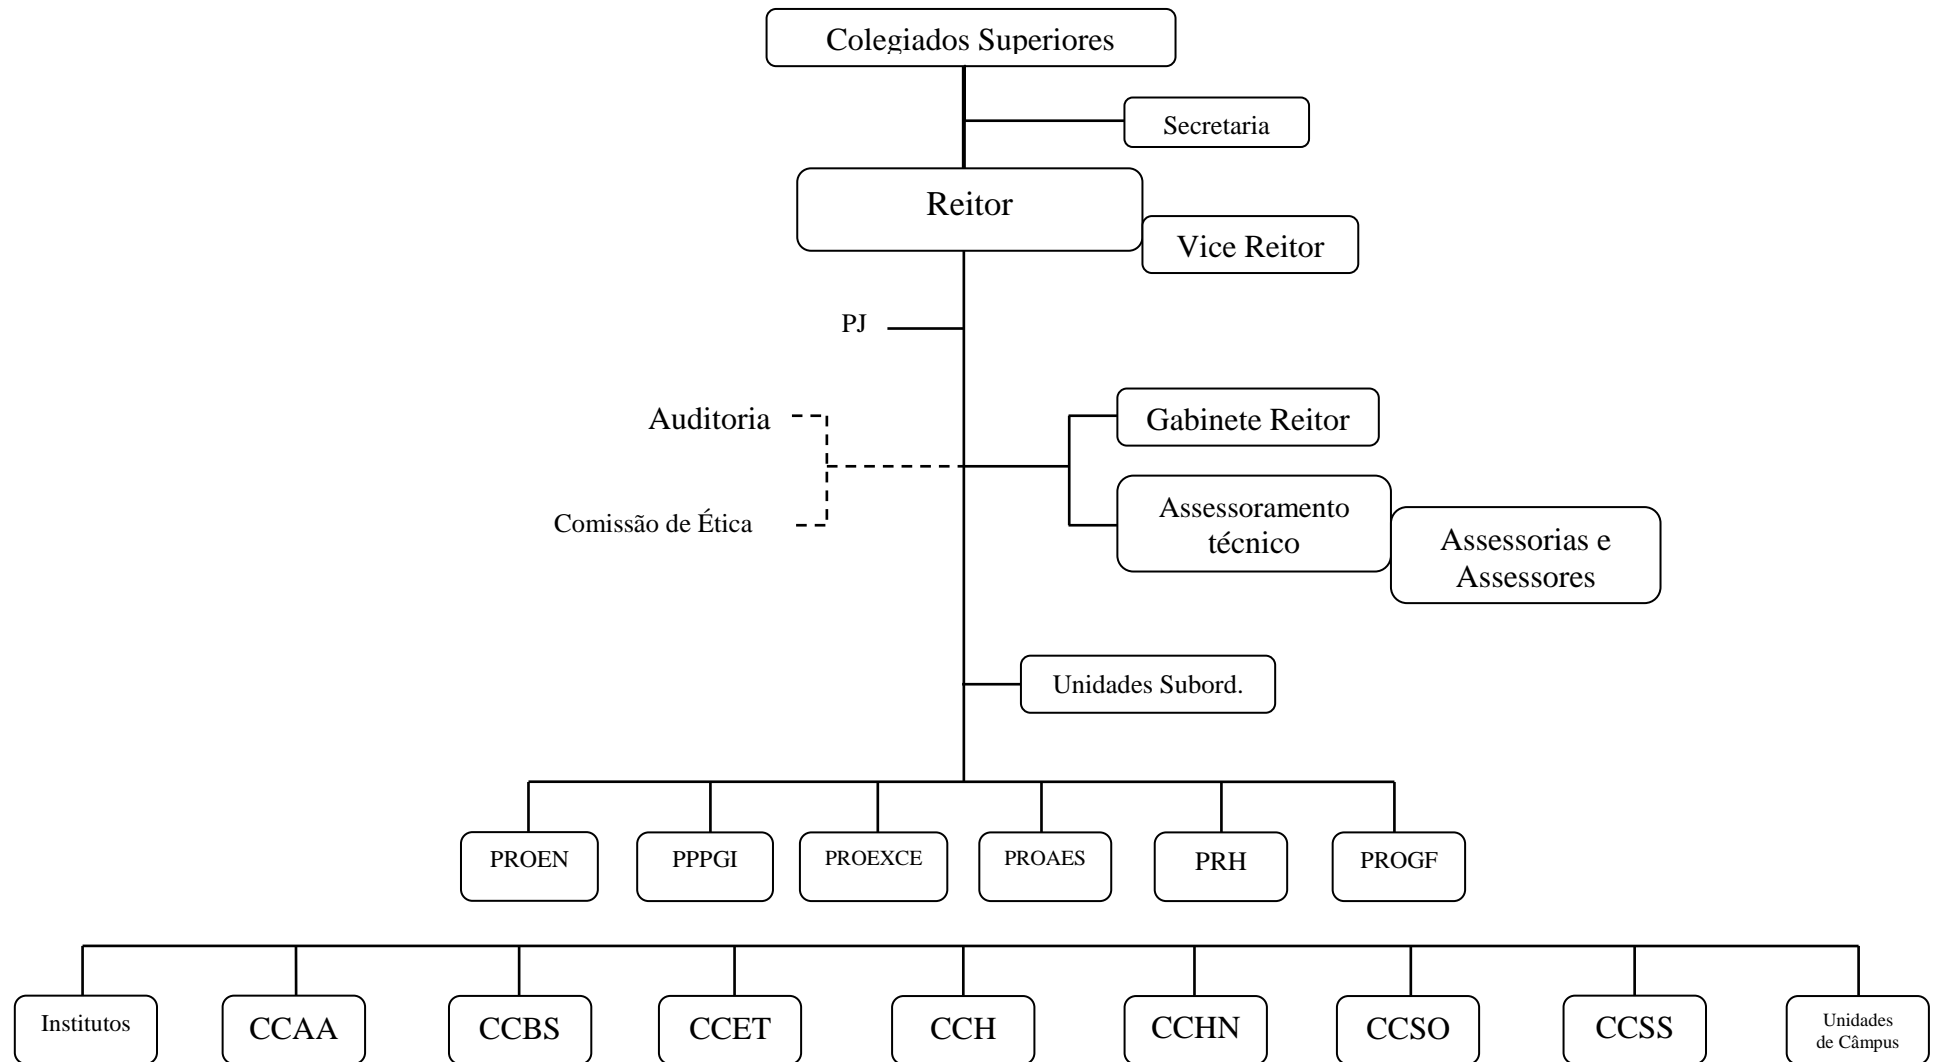 Colegiados Superiores
Secretaria
Reitor
Vice Reitor
PJ
Auditoria
Gabinete Reitor
Comissão de Ética
Assessoramento
técnico
Assessorias e
Assessores
Unidades Subord.
PROEN
PPPGI
PROEXCE
PROAES
PRH
PROGF
Institutos
CCAA
CCBS
CCET
CCH
CCHN
CCSO
CCSS
Unidades
de Câmpus